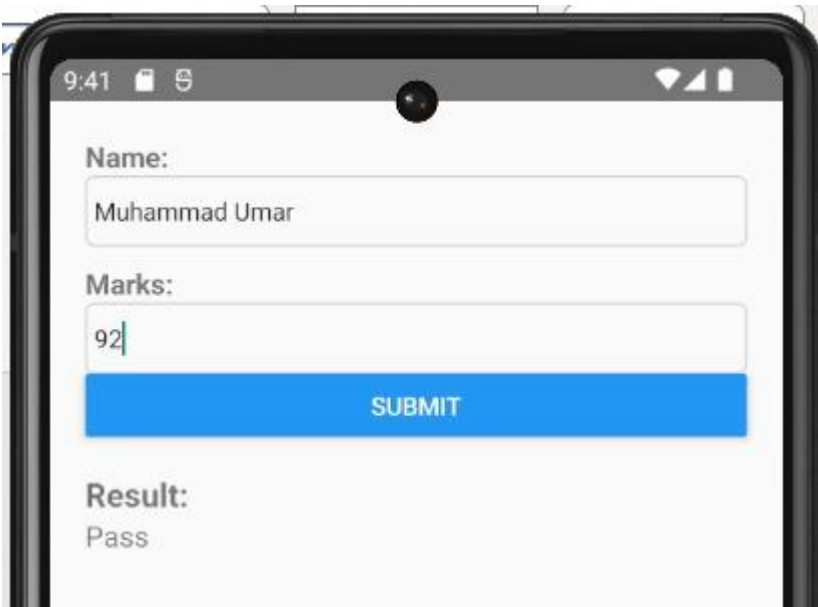 9:41
Name:
Muhammad Umar
Marks:
92
SUBMIT
Result:
Pass